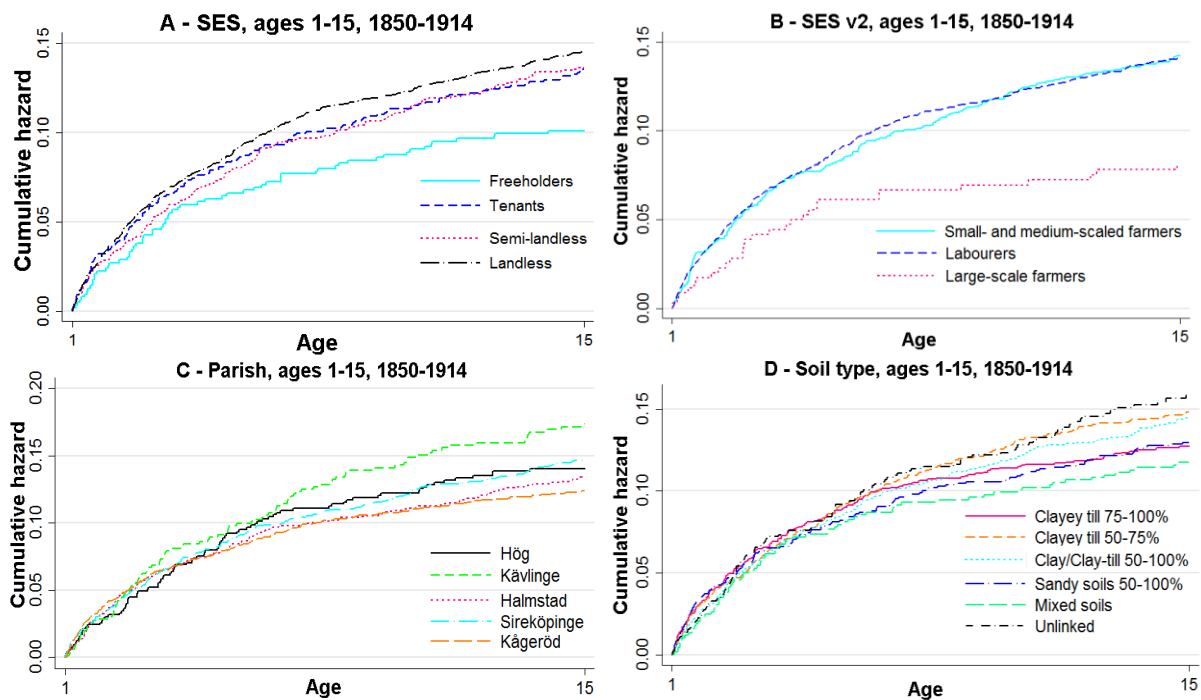 A - SES, ages 1-15, 1850-1914
Cumulative hazard
0.15
0.10
0.05
0.00
Freeholders
Tenants
Semi-landless
Landless
1
15
Age
B - SES v2, ages 1-15, 1850-1914
Cumulative hazard
0.15
0.10
0.05
0.00
Small- and medium-scaled farmers
Labourers
Large-scale farmers
1
15
Age
C - Parish, ages 1-15, 1850-1914
Cumulative hazard
0.20
0.15
0.10
0.05
0.00
Hög
Kävlinge
Halmstad
Sireköpinge
Kågeröd
1
15
Age
D - Soil type, ages 1-15, 1850-1914
Cumulative hazard
0.15
0.10
0.05
0.00
Clayey till 75-100%
Clayey till 50-75%
Clay/Clay-till 50-100%
Sandy soils 50-100%
Mixed soils
Unlinked
1
15
Age